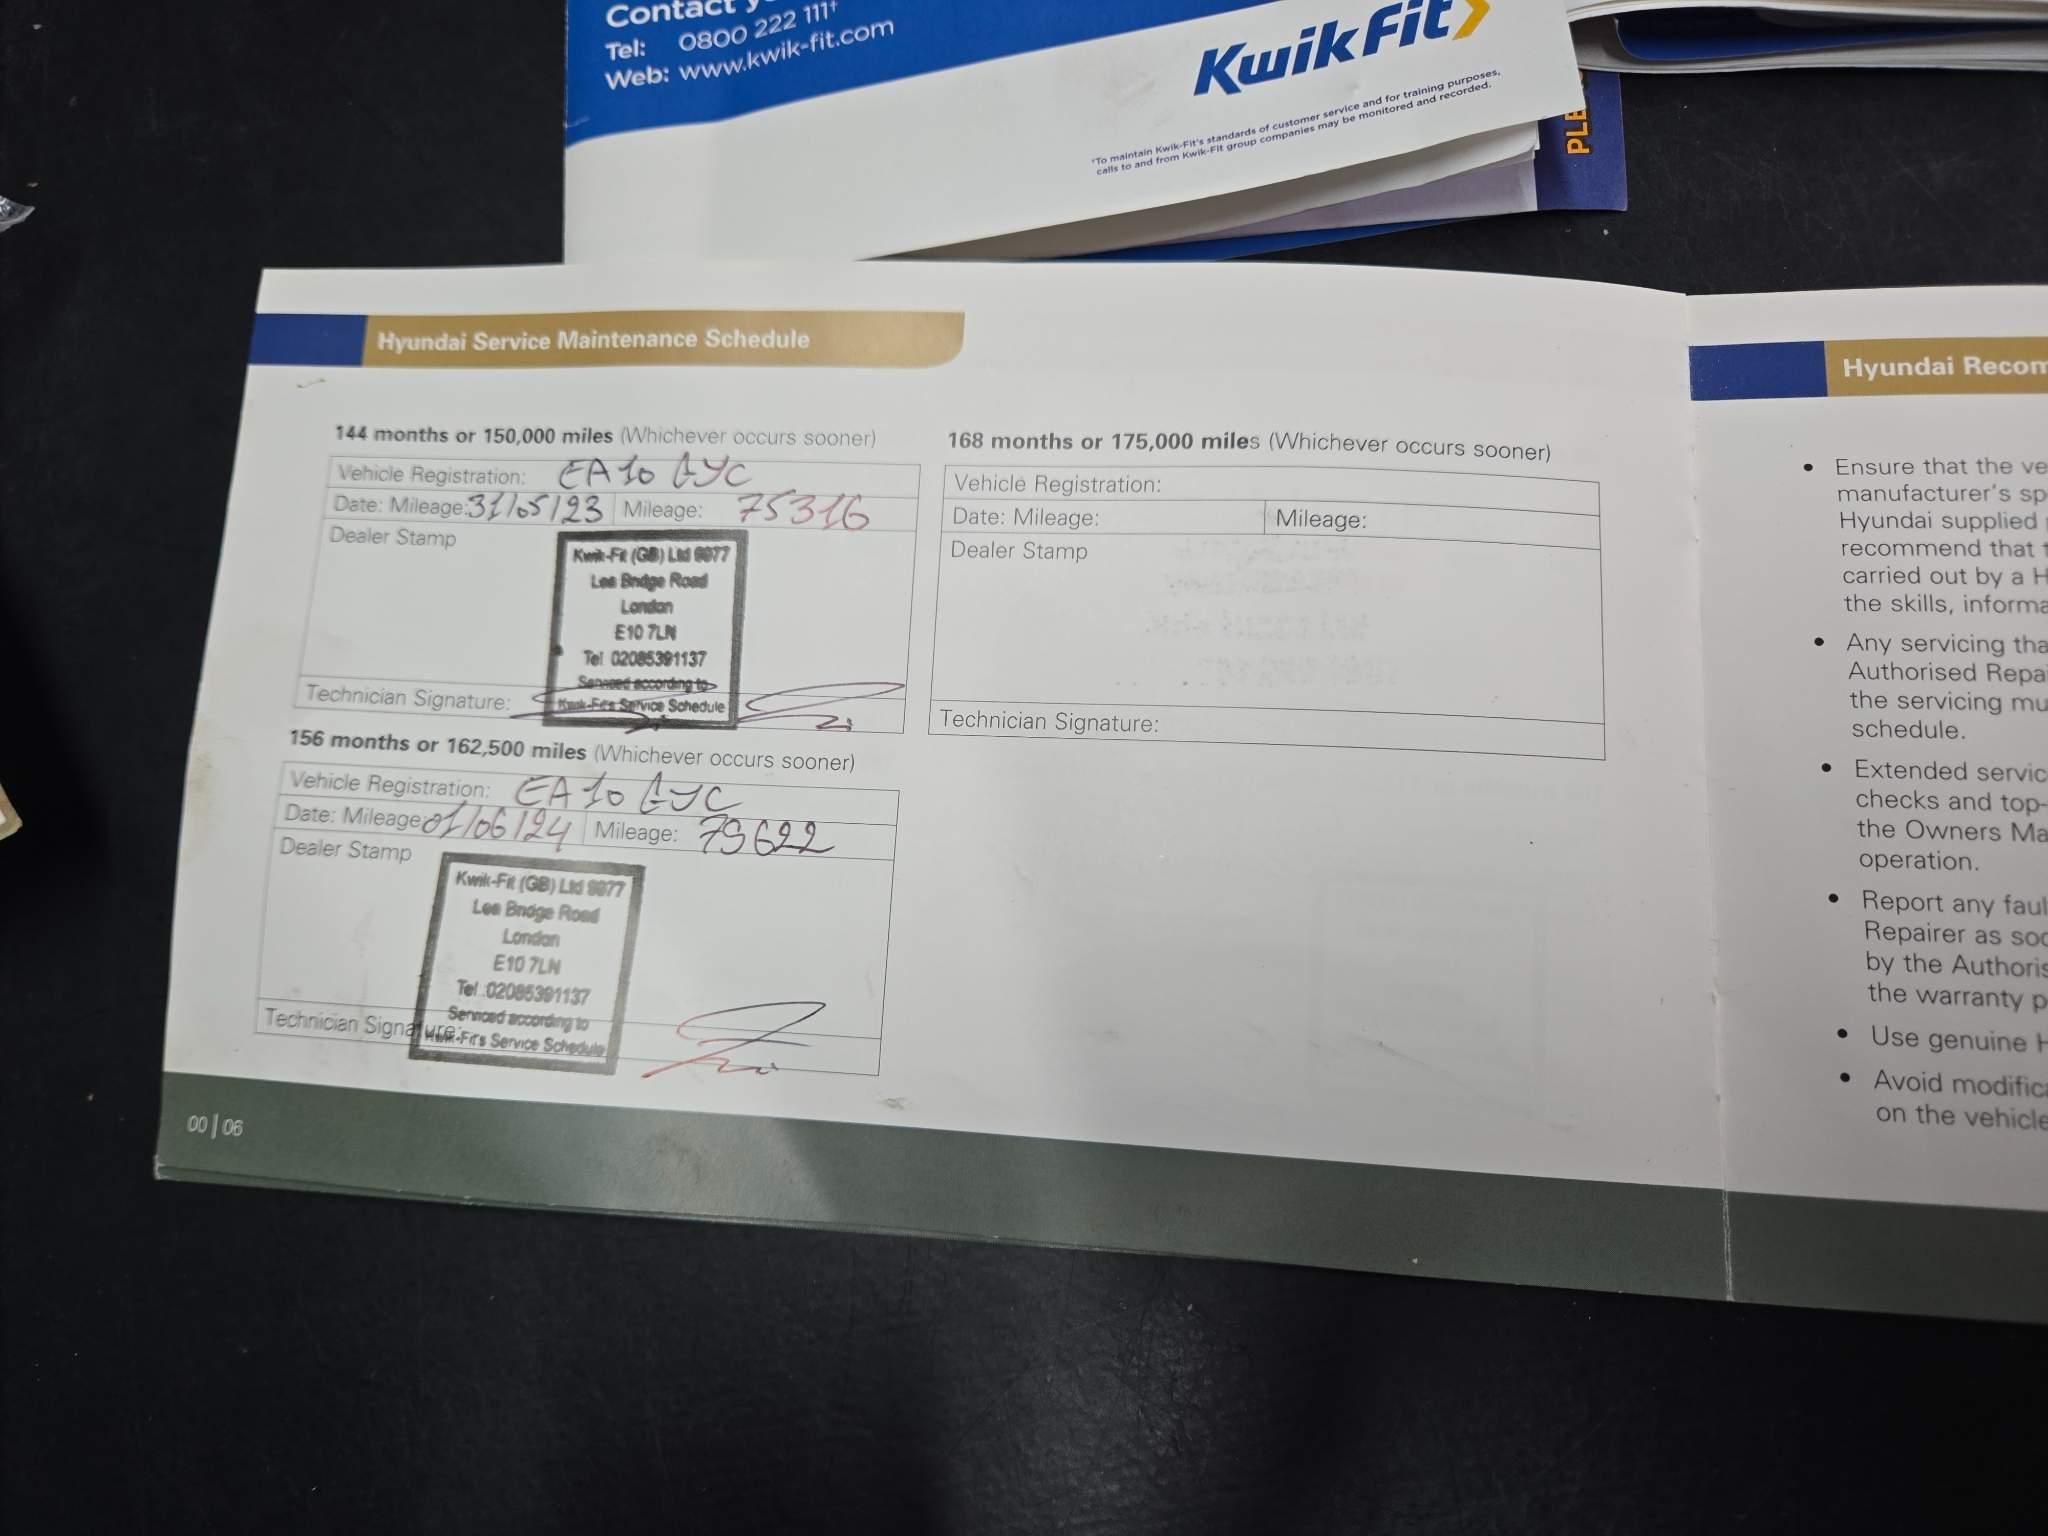 Contact
Tel: 0800 222 111†
Web: www.kwik-fit.com
KwikFit
†To maintain Kwik-Fit's standards of customer service and for training purposes,
calls to and from Kwik-Fit group companies may be monitored and recorded.
Hyundai Service Maintenance Schedule
144 months or 150,000 miles (Whichever occurs sooner)
Vehicle Registration: EA10
Date: Mileage: 31/05/23 Mileage: 75316
Dealer Stamp
Kwik-Fit (GB) Ltd 9977
Lee Bridge Road
London
E10 7LN
Tel 02085391137
Serviced according to
Kwik-Fit's Service Schedule
Technician Signature:
156 months or 162,500 miles (Whichever occurs sooner)
Vehicle Registration: EA10
Date: Mileage: 01/06/24 Mileage: 79622
Dealer Stamp
Kwik-Fit (GB) Ltd 9977
Lee Bridge Road
London
E10 7LN
Tel :02085391137
Serviced according to
Kwik-Fit's Service Schedule
Technician Signature:
00|06
168 months or 175,000 miles (Whichever occurs sooner)
Vehicle Registration:
Date: Mileage: Mileage:
Dealer Stamp
Technician Signature:
Hyundai Recom
• Ensure that the ve
manufacturer's sp
Hyundai supplied
recommend that
carried out by a H
the skills, informa
• Any servicing tha
Authorised Repai
the servicing mu
schedule.
• Extended servic
checks and top-
the Owners Ma
operation.
• Report any faul
Repairer as soo
by the Authoris
the warranty p
• Use genuine H
• Avoid modifica
on the vehicle